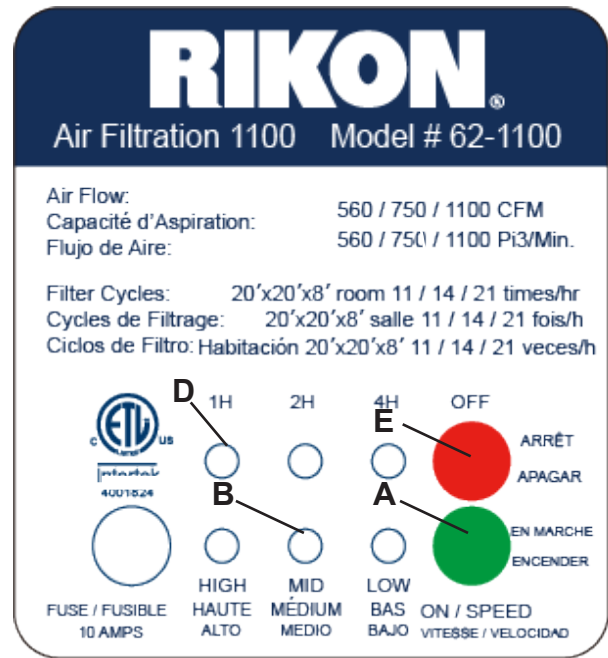 RIKON®
Air Filtration 1100 Model # 62-1100
Air Flow: 560 / 750 / 1100 CFM
Capacité d’Aspiration:
Flujo de Aire: 560 / 750 / 1100 Pi3/Min.
Filter Cycles: 20’x20’x8’ room 11 / 14 / 21 times/hr
Cycles de Filtrage: 20’x20’x8’ salle 11 / 14 / 21 fois/h
Ciclos de Filtro: Habitación 20’x20’x8’ 11 / 14 / 21 veces/h
D 1H 2H 4H OFF
E
ARRÊT
APAGAR
C ETL US
LISTED
Intertek
4001824
B A
EN MARCHE
ENCENDER
HIGH MID LOW
HAUTE MÉDIUM BAS
ALTO MEDIO BAJO
FUSE / FUSIBLE
10 AMPS
ON / SPEED
VITESSE / VELOCIDAD